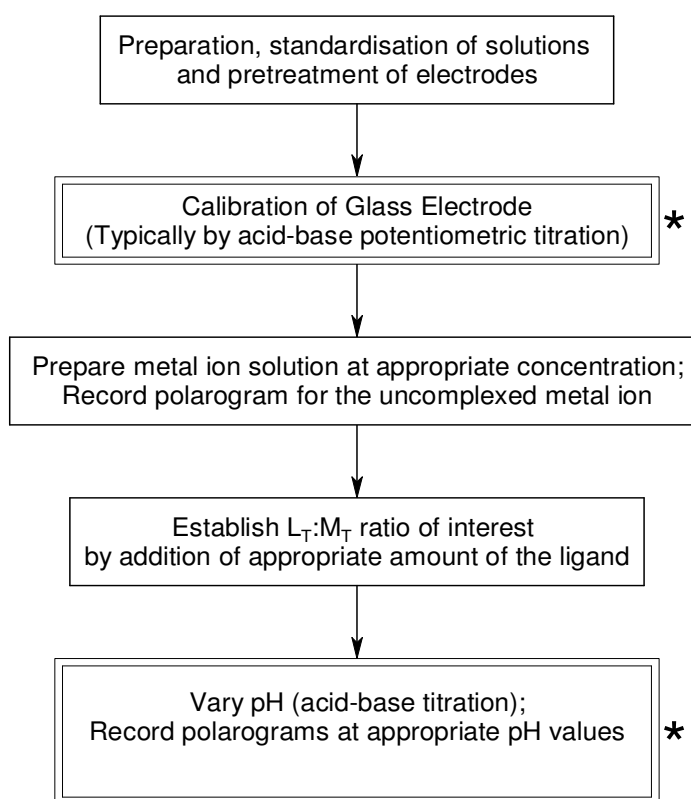 Preparation, standardisation of solutions
and pretreatment of electrodes
Calibration of Glass Electrode
(Typically by acid-base potentiometric titration)
*
Prepare metal ion solution at appropriate concentration;
Record polarogram for the uncomplexed metal ion
Establish L_T:M_T ratio of interest
by addition of appropriate amount of the ligand
Vary pH (acid-base titration);
Record polarograms at appropriate pH values
*